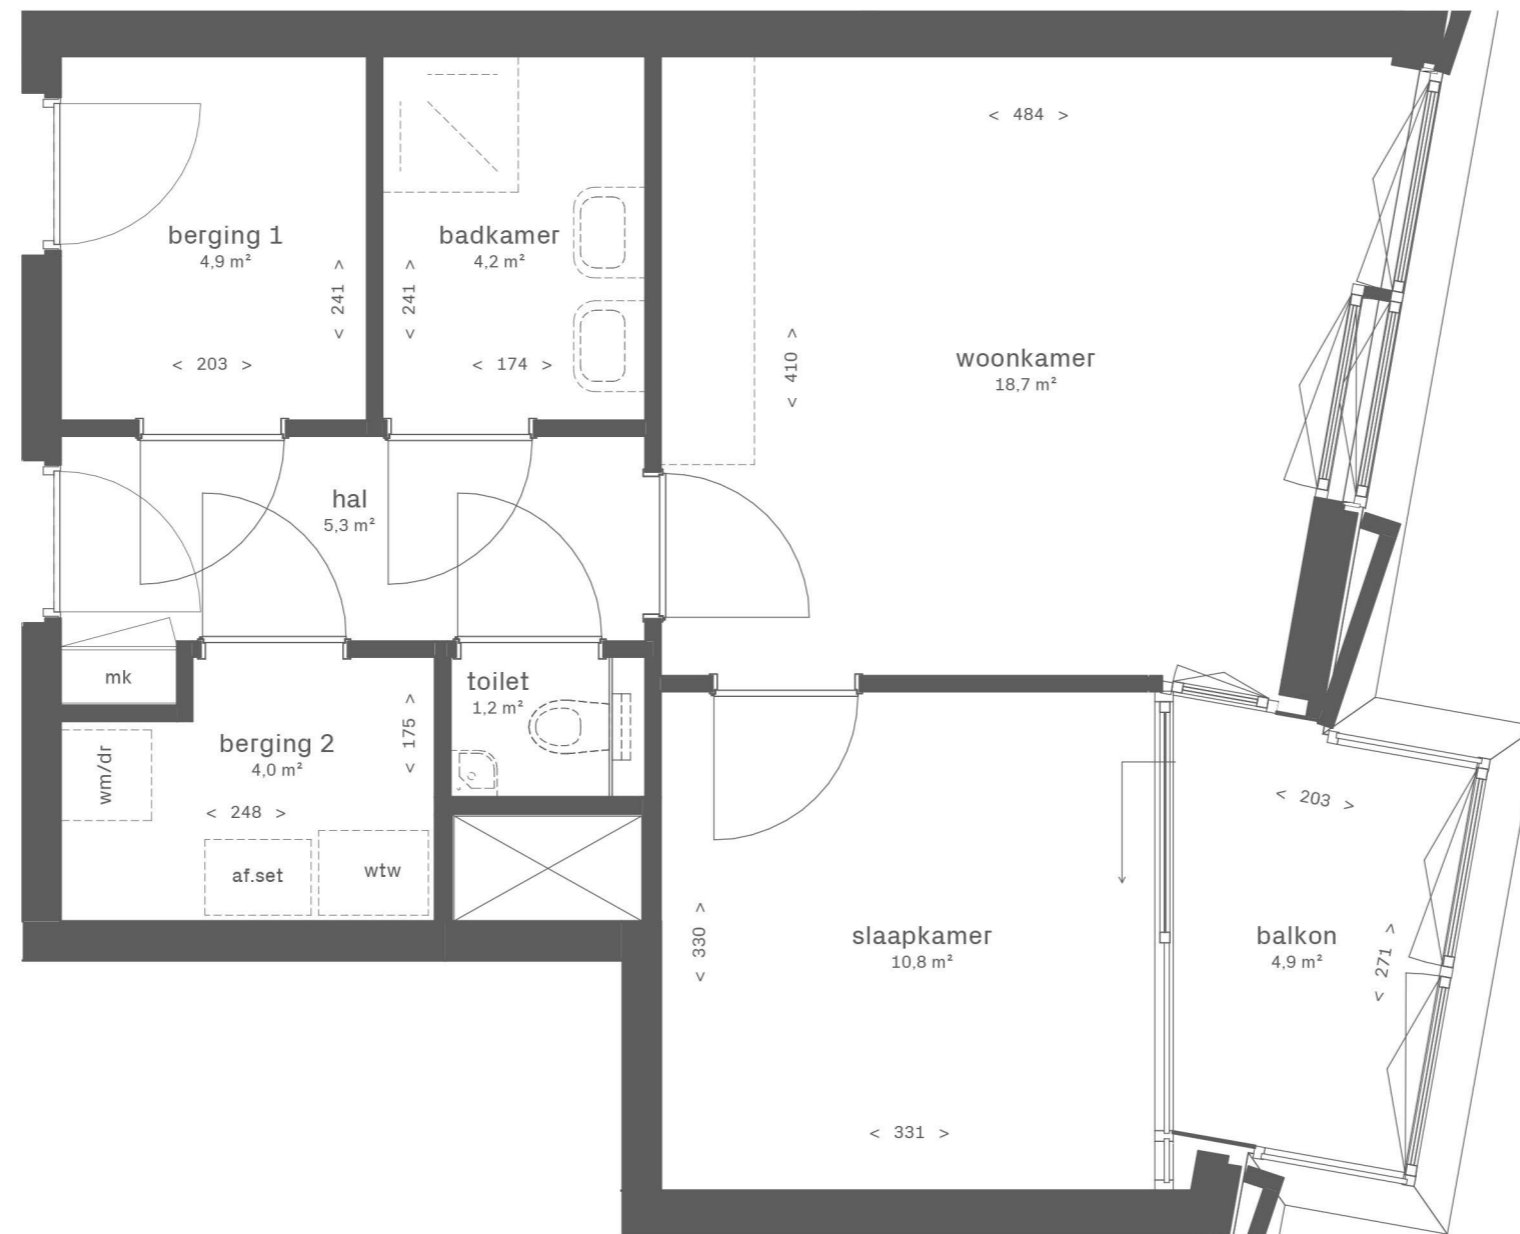 < 484 >
berging 1
4,9 m²
< 241 >
< 203 >
badkamer
4,2 m²
< 241 >
< 174 >
< 410 >
woonkamer
18,7 m²
hal
5,3 m²
mk
toilet
1,2 m²
wm/dr
berging 2
4,0 m²
< 175 >
< 248 >
af.set
wtw
< 203 >
< 330 >
slaapkamer
10,8 m²
balkon
4,9 m²
< 271 >
< 331 >